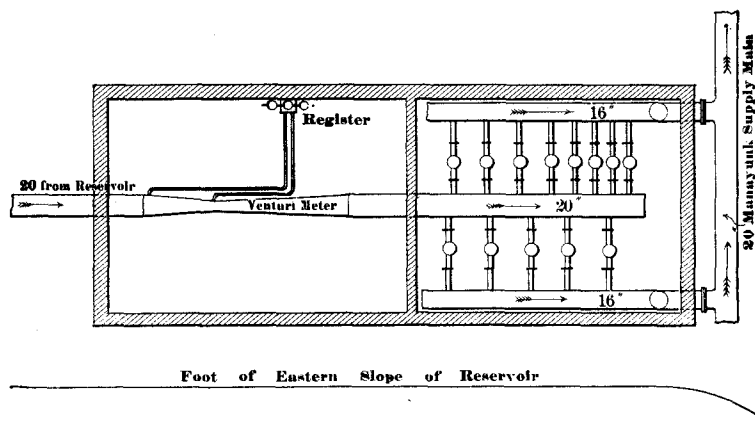 16"
Register
20 from Reservoir
Venturi Meter
20"
20 Manayunk Supply Main
16"
Foot of Eastern Slope of Reservoir